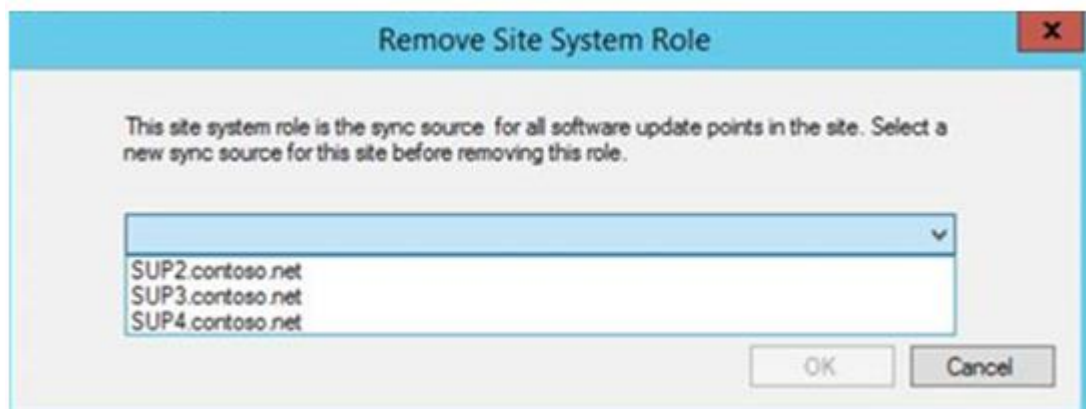 Remove Site System Role
x
This site system role is the sync source for all software update points in the site. Select a
new sync source for this site before removing this role.
SUP2.contoso.net
SUP3.contoso.net
SUP4.contoso.net
OK
Cancel